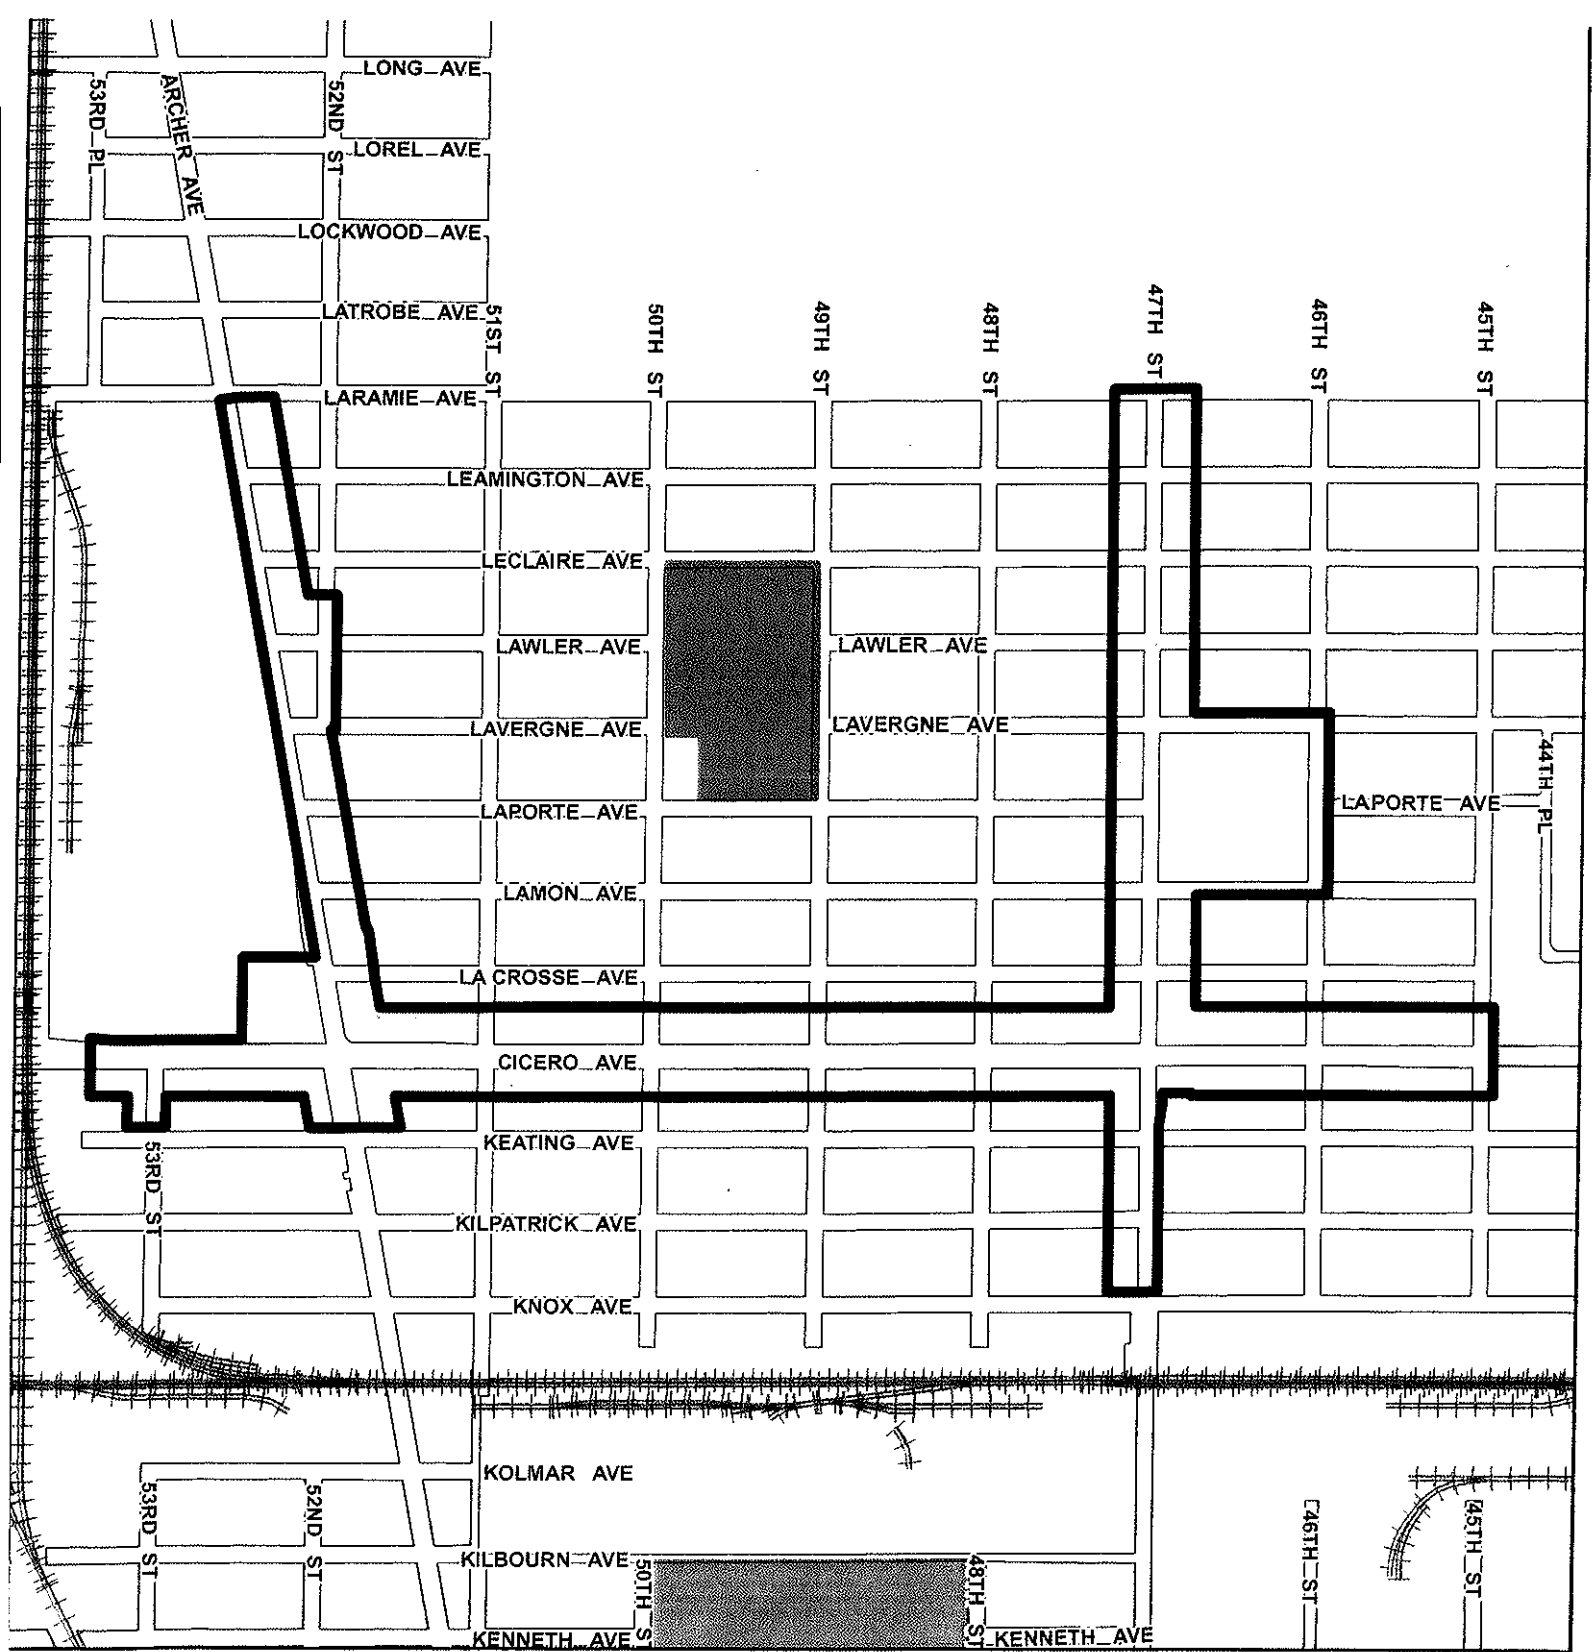 LONG AVE
53RD PL
ARCHER AVE
52ND ST
LOREL AVE
LOCKWOOD AVE
LATROBE AVE
51ST ST
50TH ST
49TH ST
48TH ST
47TH ST
46TH ST
45TH ST
LARAMIE AVE
LEAMINGTON AVE
LECLAIRE AVE
LAWLER AVE
LAWLER AVE
LAVERGNE AVE
LAVERGNE AVE
44TH PL
LAPORTE AVE
LAPORTE AVE
LAMON AVE
LA CROSSE AVE
CICERO AVE
KEATING AVE
53RD ST
KILPATRICK AVE
KNOX AVE
KOLMAR AVE
53RD ST
52ND ST
46TH ST
45TH ST
KILBOURN AVE
50TH ST
48TH ST
KENNETH AVE
KENNETH AVE